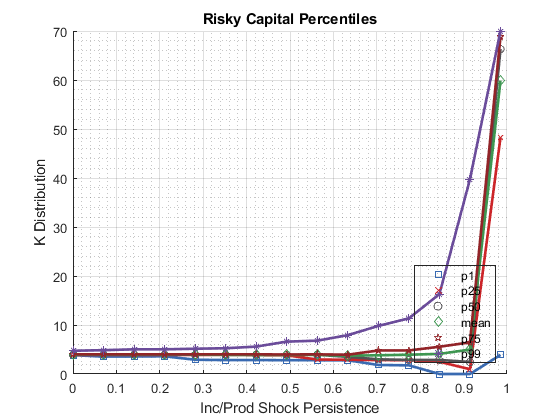 Risky Capital Percentiles
K Distribution
70
60
50
40
30
20
10
0
p1
p25
p50
mean
p75
p99
0 0.1 0.2 0.3 0.4 0.5 0.6 0.7 0.8 0.9 1
Inc/Prod Shock Persistence